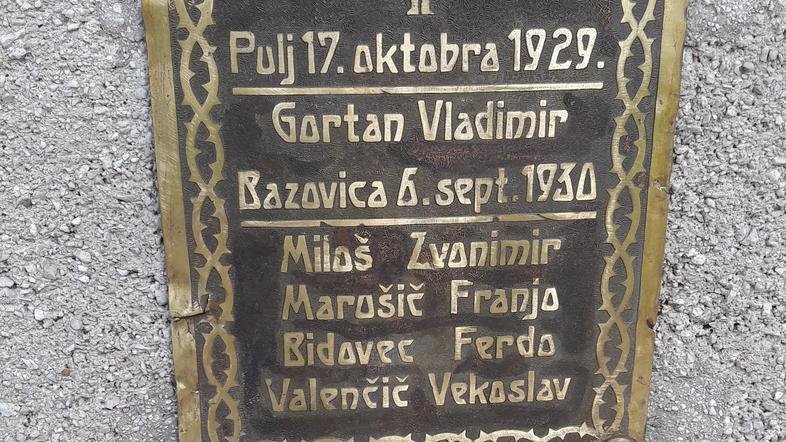 Pulj 17. oktobra 1929.
Gortan Vladimir
Bazovica 6. sept. 1930
Miloš Zvonimir
Marošič Franjo
Bidovec Ferdo
Valenčič Vekoslav